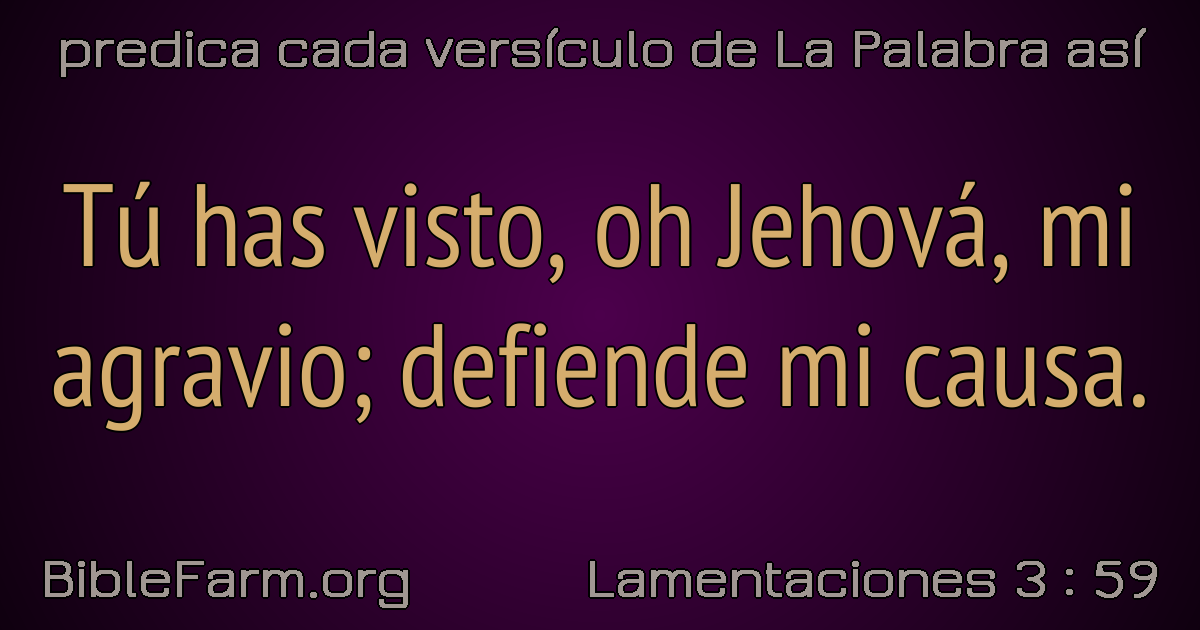 predica cada versículo de La Palabra así
Tú has visto, oh Jehová, mi
agravio; defiende mi causa.
BibleFarm.org
Lamentaciones 3 : 59